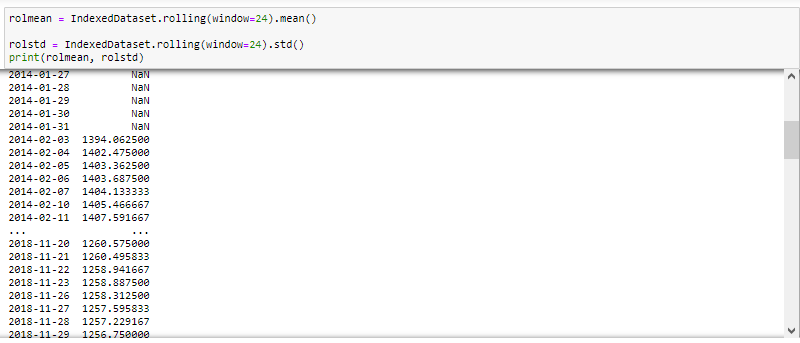 rolmean = IndexedDataset.rolling(window=24).mean()
rolstd = IndexedDataset.rolling(window=24).std()
print(rolmean, rolstd)
2014-01-27 NaN
2014-01-28 NaN
2014-01-29 NaN
2014-01-30 NaN
2014-01-31 NaN
2014-02-03 1394.062500
2014-02-04 1402.475000
2014-02-05 1403.362500
2014-02-06 1403.687500
2014-02-07 1404.133333
2014-02-10 1405.466667
2014-02-11 1407.591667
... ...
2018-11-20 1260.575000
2018-11-21 1260.495833
2018-11-22 1258.941667
2018-11-23 1258.887500
2018-11-26 1258.312500
2018-11-27 1257.595833
2018-11-28 1257.229167
2018-11-29 1256.750000